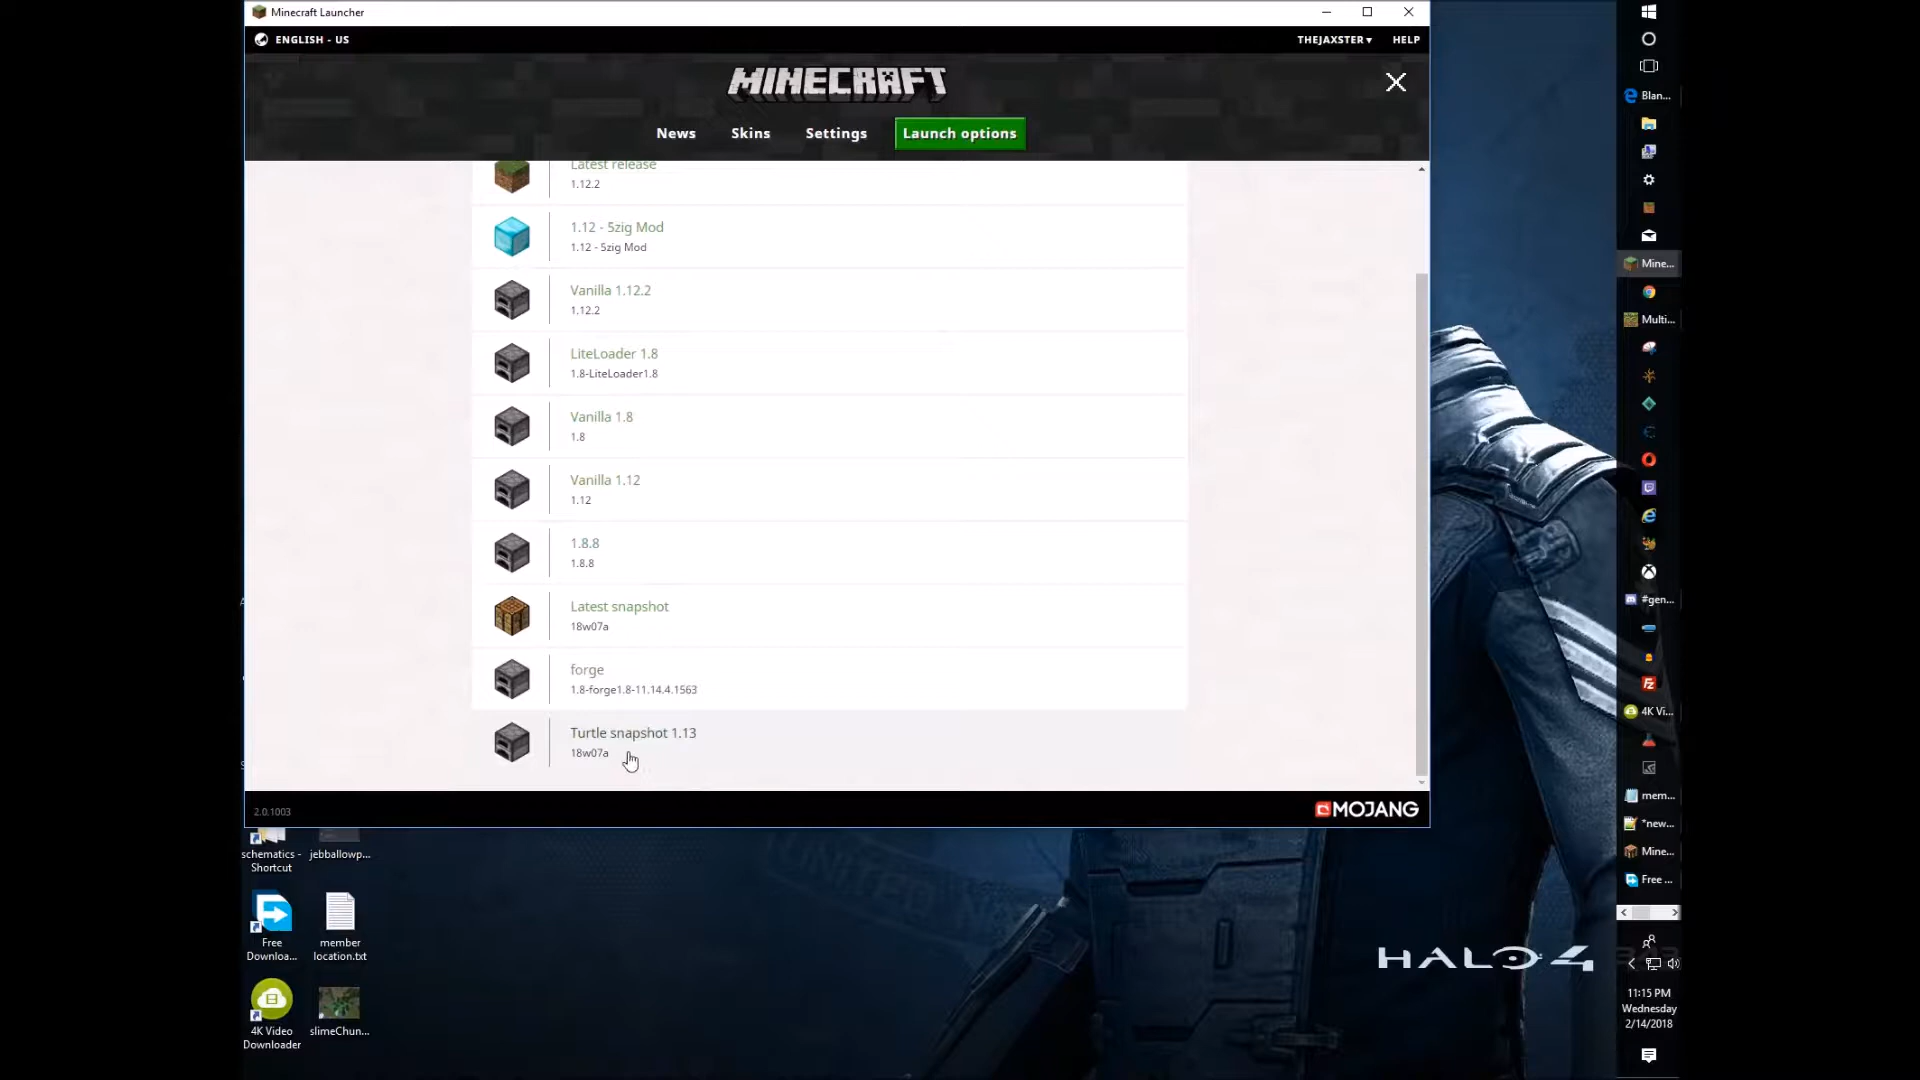 Minecraft Launcher
ENGLISH - US
THEJAXSTER
HELP
MINECRAFT
News
Skins
Settings
Launch options
Latest release
1.12.2
1.12 - 5zig Mod
1.12 - 5zig Mod
Vanilla 1.12.2
1.12.2
LiteLoader 1.8
1.8-LiteLoader1.8
Vanilla 1.8
1.8
Vanilla 1.12
1.12
1.8.8
1.8.8
Latest snapshot
18w07a
forge
1.8-forge1.8-11.14.4.1563
Turtle snapshot 1.13
18w07a
2.0.1003
MOJANG
schematics -
Shortcut
jebballowp...
Free
Downloa...
member
location.txt
4K Video
Downloader
slimeChun...
HALO 4
Blan...
Mine...
Multi...
#gen...
4K Vi...
mem...
*new...
Mine...
Free ...
11:15 PM
Wednesday
2/14/2018